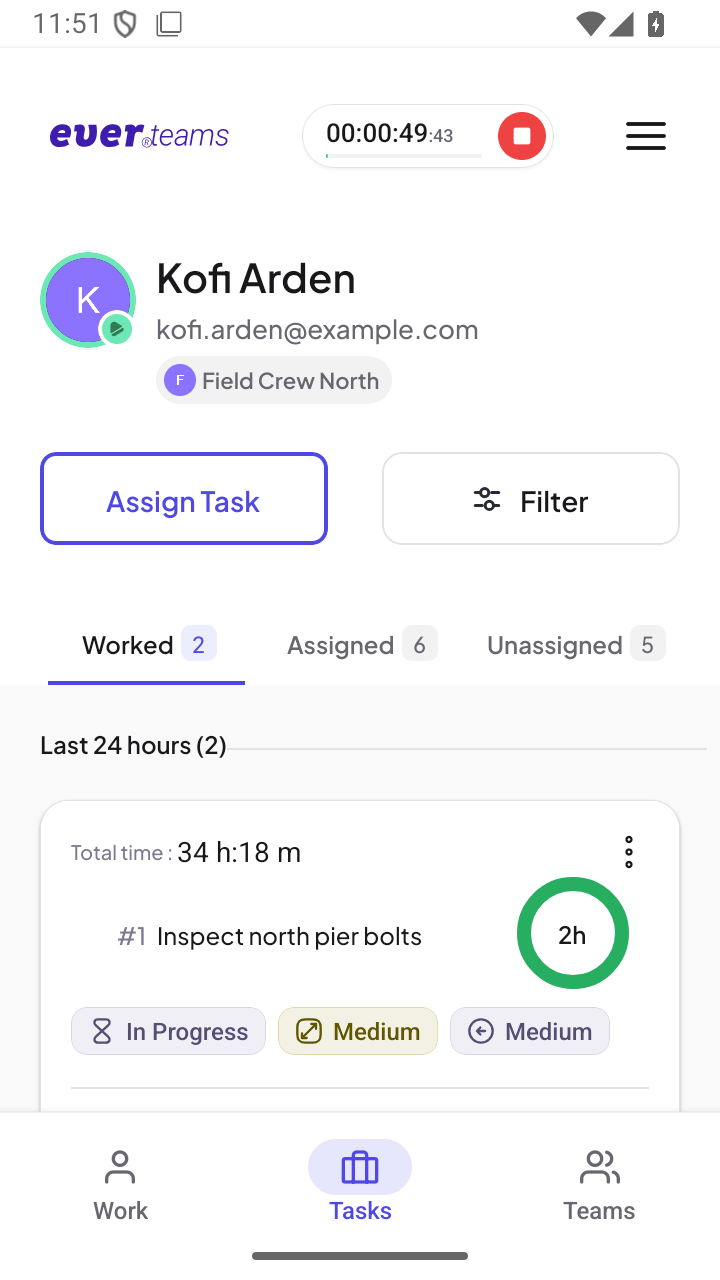 11:51
ever®teams
00:00:49:43
K
Kofi Arden
kofi.arden@example.com
F Field Crew North
Assign Task
Filter
Worked 2
Assigned 6
Unassigned 5
Last 24 hours (2)
Total time : 34 h:18 m
#1 Inspect north pier bolts
2h
In Progress
Medium
Medium
Work
Tasks
Teams